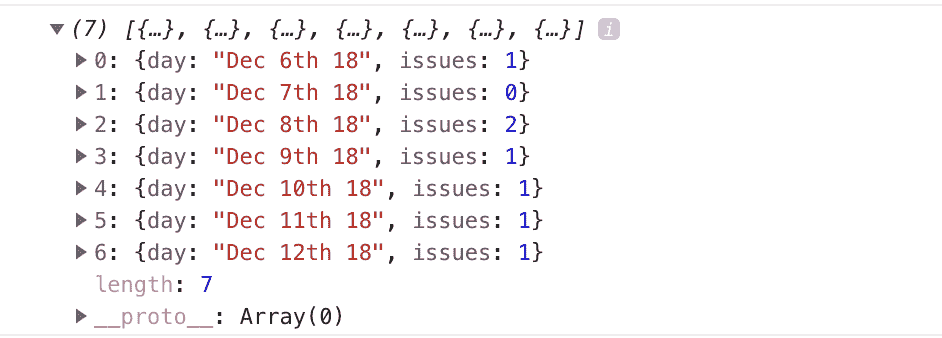 (7) [{…}, {…}, {…}, {…}, {…}, {…}, {…}] i
0: {day: "Dec 6th 18", issues: 1}
1: {day: "Dec 7th 18", issues: 0}
2: {day: "Dec 8th 18", issues: 2}
3: {day: "Dec 9th 18", issues: 1}
4: {day: "Dec 10th 18", issues: 1}
5: {day: "Dec 11th 18", issues: 1}
6: {day: "Dec 12th 18", issues: 1}
length: 7
__proto__: Array(0)